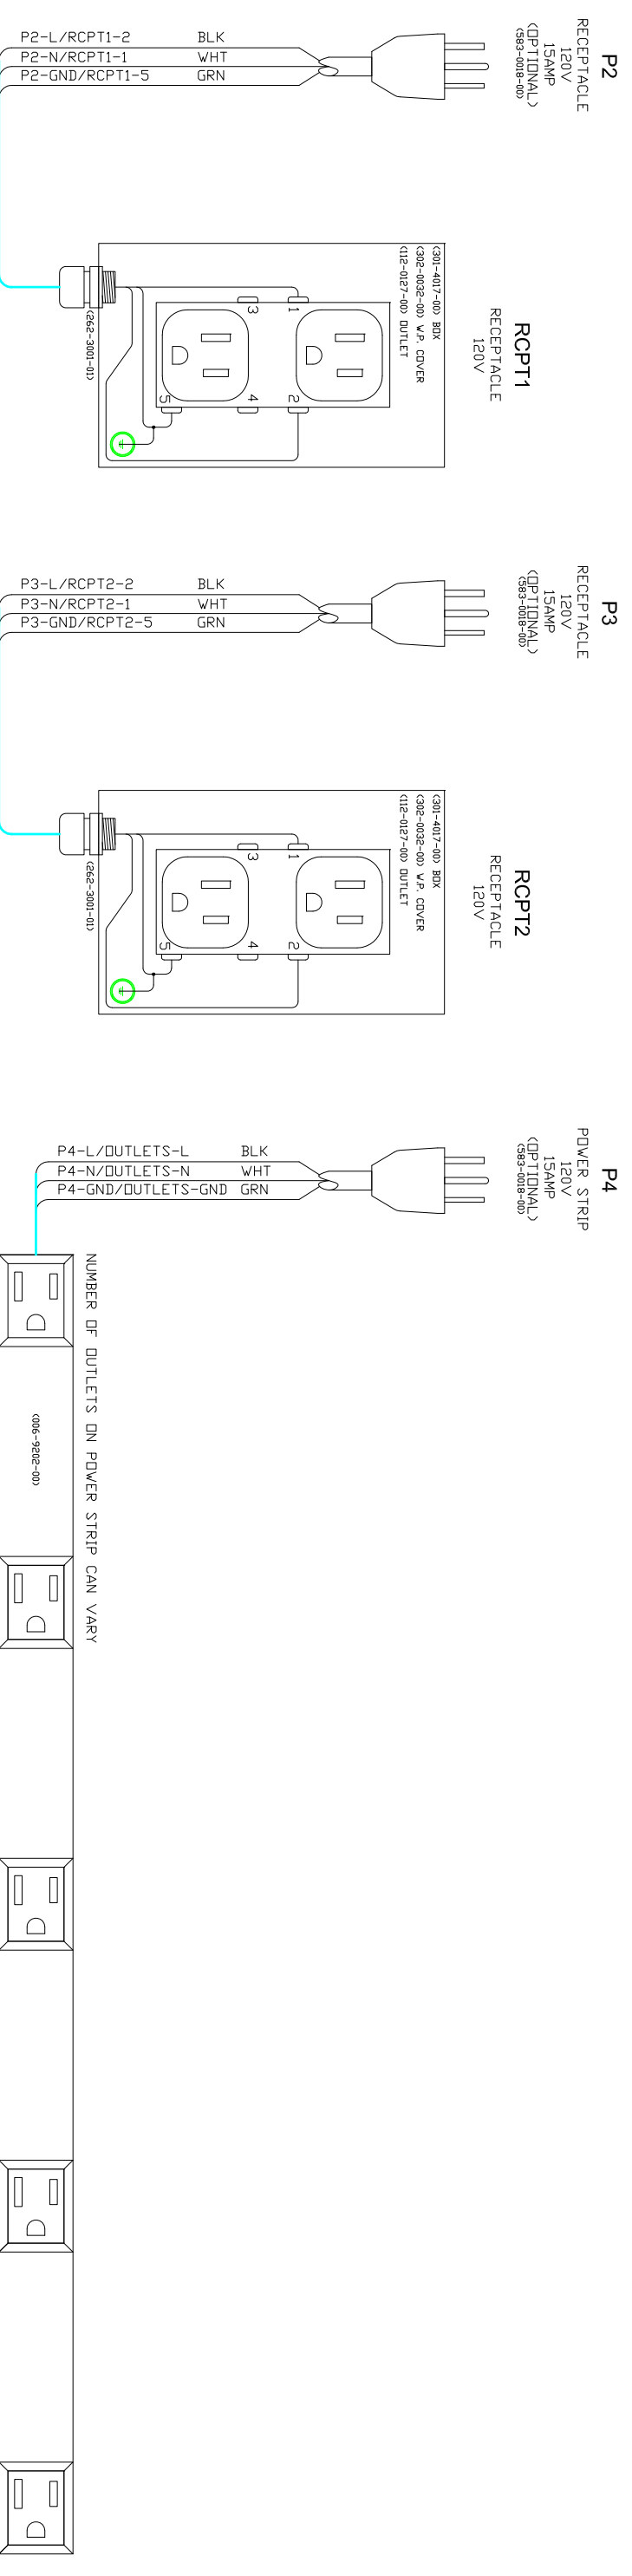 P2
RECEPTACLE
120V
15AMP
(OPTIONAL)
(583-0018-00)
P2-L/RCPT1-2 BLK
P2-N/RCPT1-1 WHT
P2-GND/RCPT1-5 GRN
RCPT1
RECEPTACLE
120V
(301-4017-00) BOX
(302-0032-00) W.P. COVER
(112-0127-00) OUTLET
1
2
3
4
5
(262-3001-01)
P3
RECEPTACLE
120V
15AMP
(OPTIONAL)
(583-0018-00)
P3-L/RCPT2-2 BLK
P3-N/RCPT2-1 WHT
P3-GND/RCPT2-5 GRN
RCPT2
RECEPTACLE
120V
(301-4017-00) BOX
(302-0032-00) W.P. COVER
(112-0127-00) OUTLET
1
2
3
4
5
(262-3001-01)
P4
POWER STRIP
120V
15AMP
(OPTIONAL)
(583-0018-00)
P4-L/OUTLETS-L BLK
P4-N/OUTLETS-N WHT
P4-GND/OUTLETS-GND GRN
NUMBER OF OUTLETS ON POWER STRIP CAN VARY
(006-9202-00)